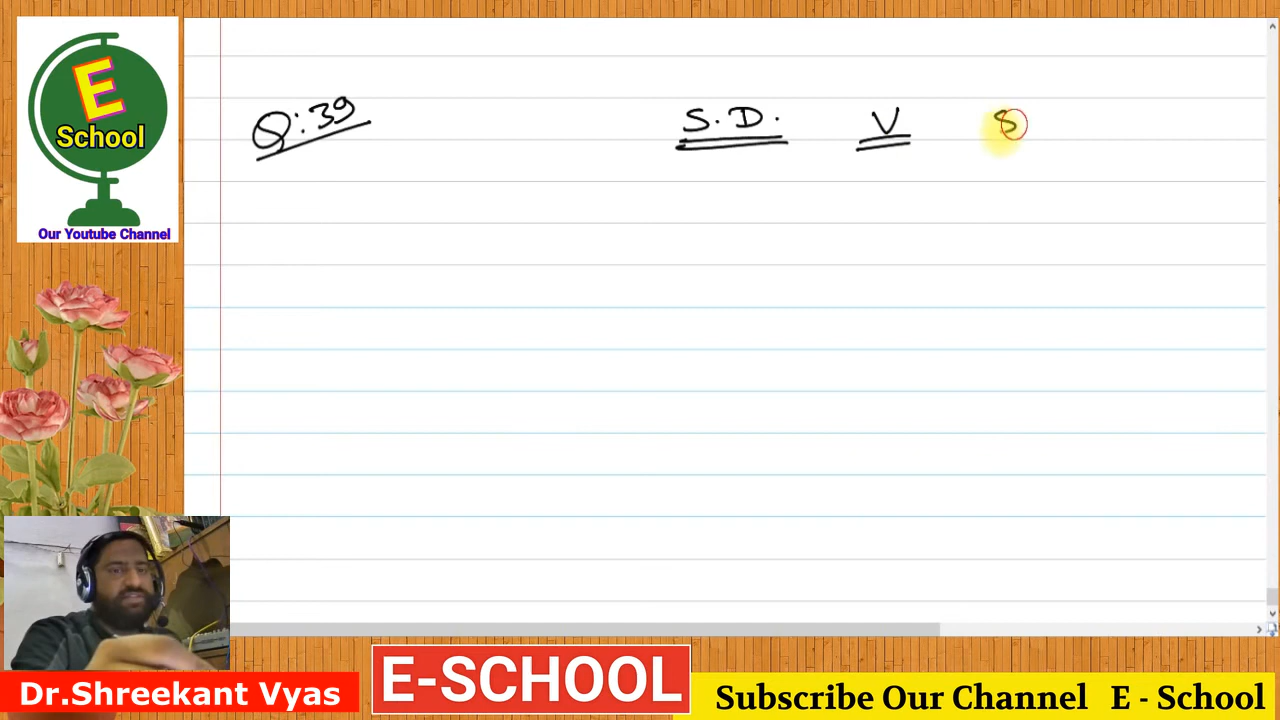 E
School
Our Youtube Channel
Q:39 S.D. V 8
Dr.Shreekant Vyas
E-SCHOOL
Subscribe Our Channel E - School